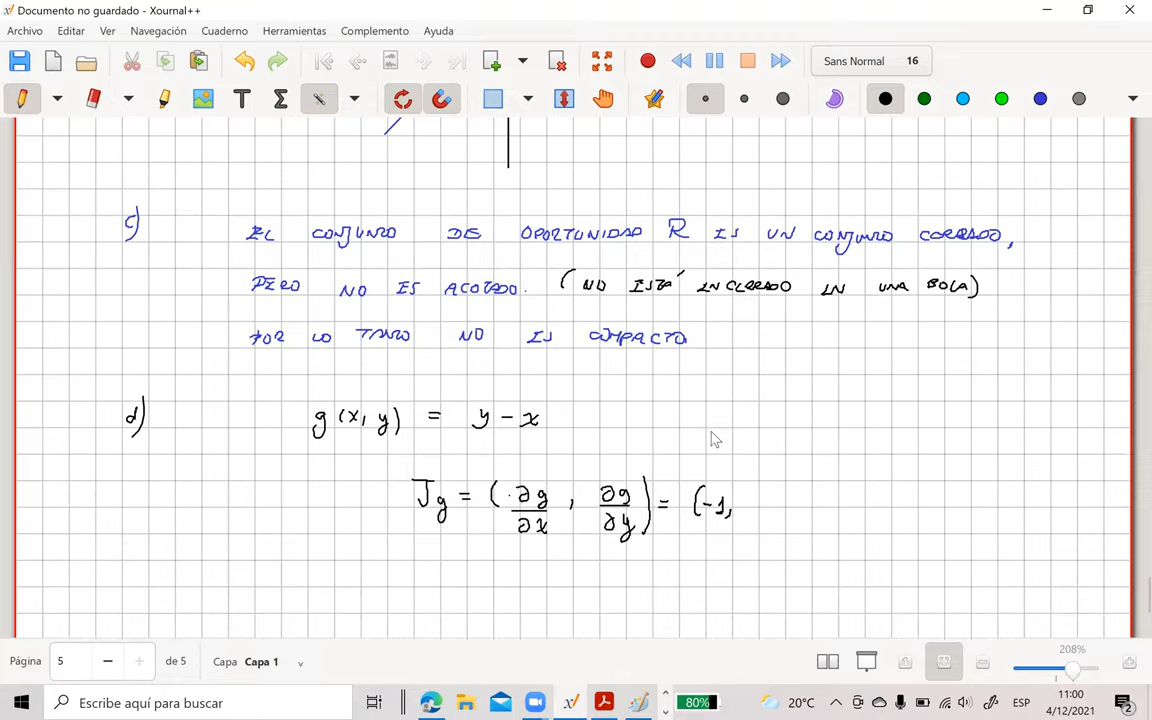 Documento no guardado - Xournal++
Archivo Editar Ver Navegación Cuaderno Herramientas Complemento Ayuda
Sans Normal 16
c) EL CONJUNTO DE OPORTUNIDAD R ES UN CONJUNTO CERRADO,
PERO NO ES ACOTADO. (NO ESTÁ ENCERRADO EN UNA BOLA)
POR LO TANTO NO ES COMPACTO
d) g(x, y) = y - x
Jg = (∂g/∂x , ∂g/∂y) = (-1,
Página 5 de 5 Capa Capa 1 208%
Escribe aquí para buscar 80% 20°C ESP 11:00
4/12/2021 2